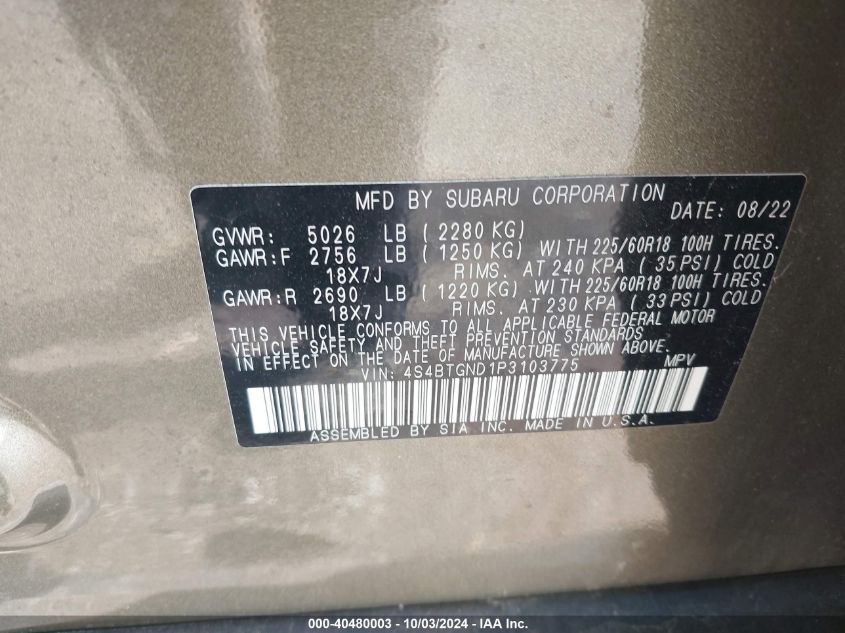 MFD BY SUBARU CORPORATION DATE: 08/22
GVWR: 5026 LB ( 2280 KG)
GAWR:F 2756 LB ( 1250 KG) WITH 225/60R18 100H TIRES.
18X7J RIMS. AT 240 KPA ( 35 PSI) COLD
GAWR:R 2690 LB ( 1220 KG) WITH 225/60R18 100H TIRES.
18X7J RIMS. AT 230 KPA ( 33 PSI) COLD
THIS VEHICLE CONFORMS TO ALL APPLICABLE FEDERAL MOTOR
VEHICLE SAFETY AND THEFT PREVENTION STANDARDS
IN EFFECT ON THE DATE OF MANUFACTURE SHOWN ABOVE.
VIN: 4S4BTGND1P3103775 MPV
ASSEMBLED BY SIA INC. MADE IN U.S.A.
000-40480003 - 10/03/2024 - IAA Inc.